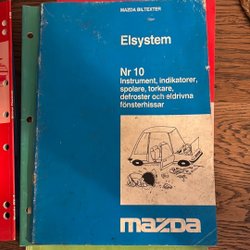 MAZDA BILTEXTER
Elsystem
Nr 10
Instrument, indikatorer,
spolare, torkare,
defroster och eldrivna
fönsterhissar.
mazda